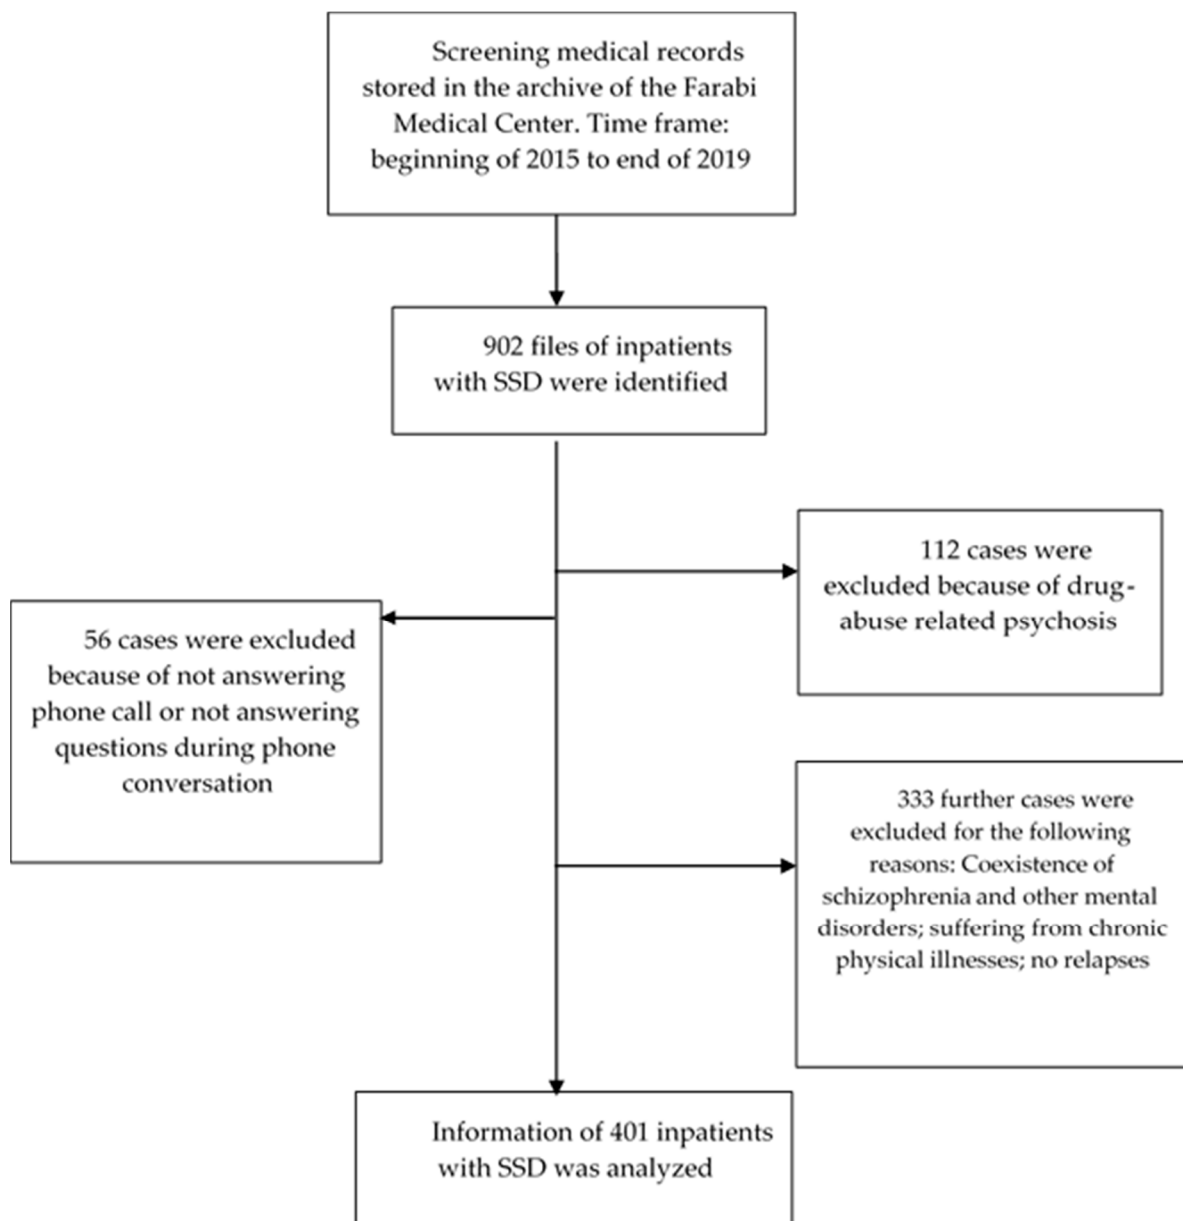 Screening medical records
stored in the archive of the Farabi
Medical Center. Time frame:
beginning of 2015 to end of 2019
902 files of inpatients
with SSD were identified
112 cases were
excluded because of drug-
abuse related psychosis
56 cases were excluded
because of not answering
phone call or not answering
questions during phone
conversation
333 further cases were
excluded for the following
reasons: Coexistence of
schizophrenia and other mental
disorders; suffering from chronic
physical illnesses; no relapses
Information of 401 inpatients
with SSD was analyzed